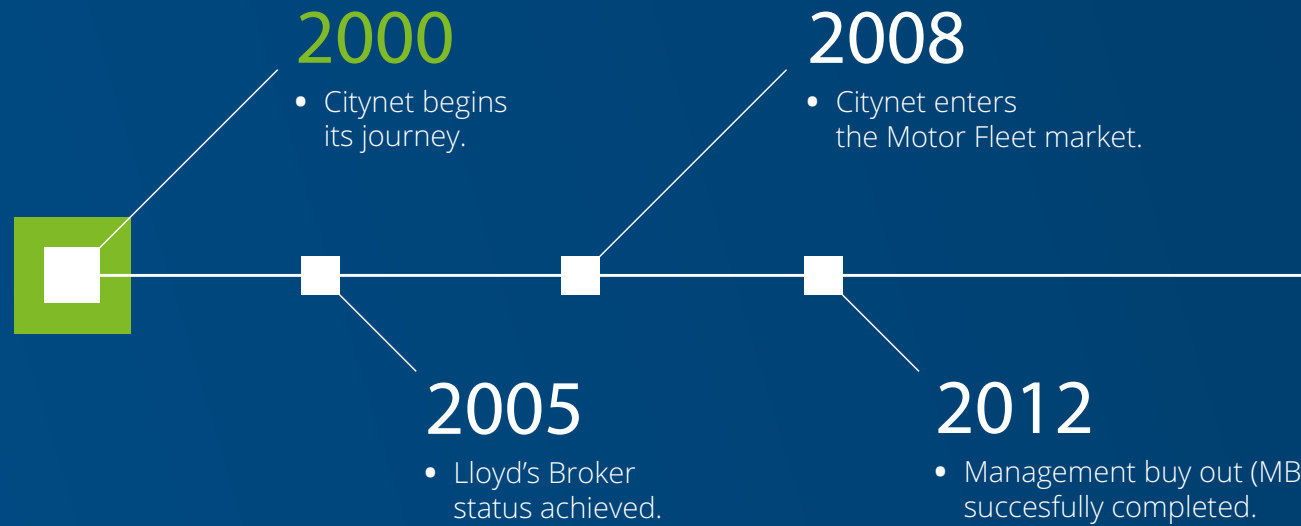 2000
• Citynet begins
its journey.
2008
• Citynet enters
the Motor Fleet market.
2005
• Lloyd’s Broker
status achieved.
2012
• Management buy out (MB
succesfully completed.